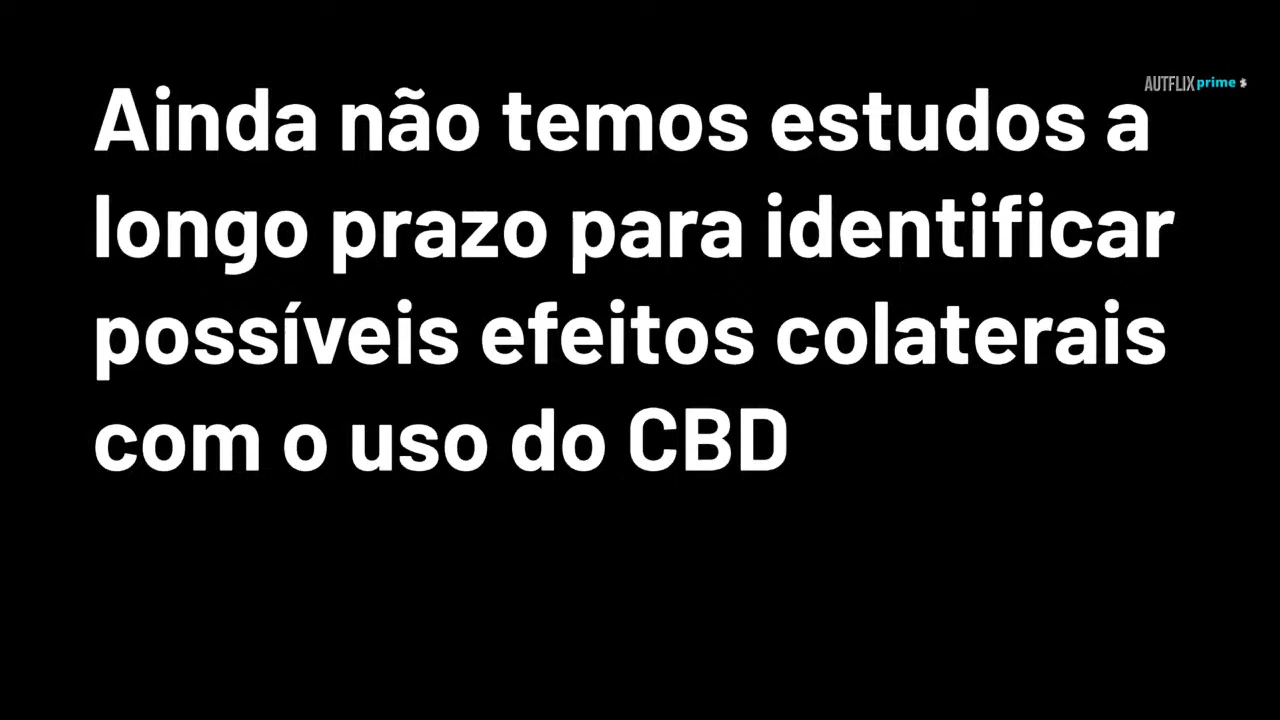 AUTFLIX prime
Ainda não temos estudos a
longo prazo para identificar
possíveis efeitos colaterais
com o uso do CBD